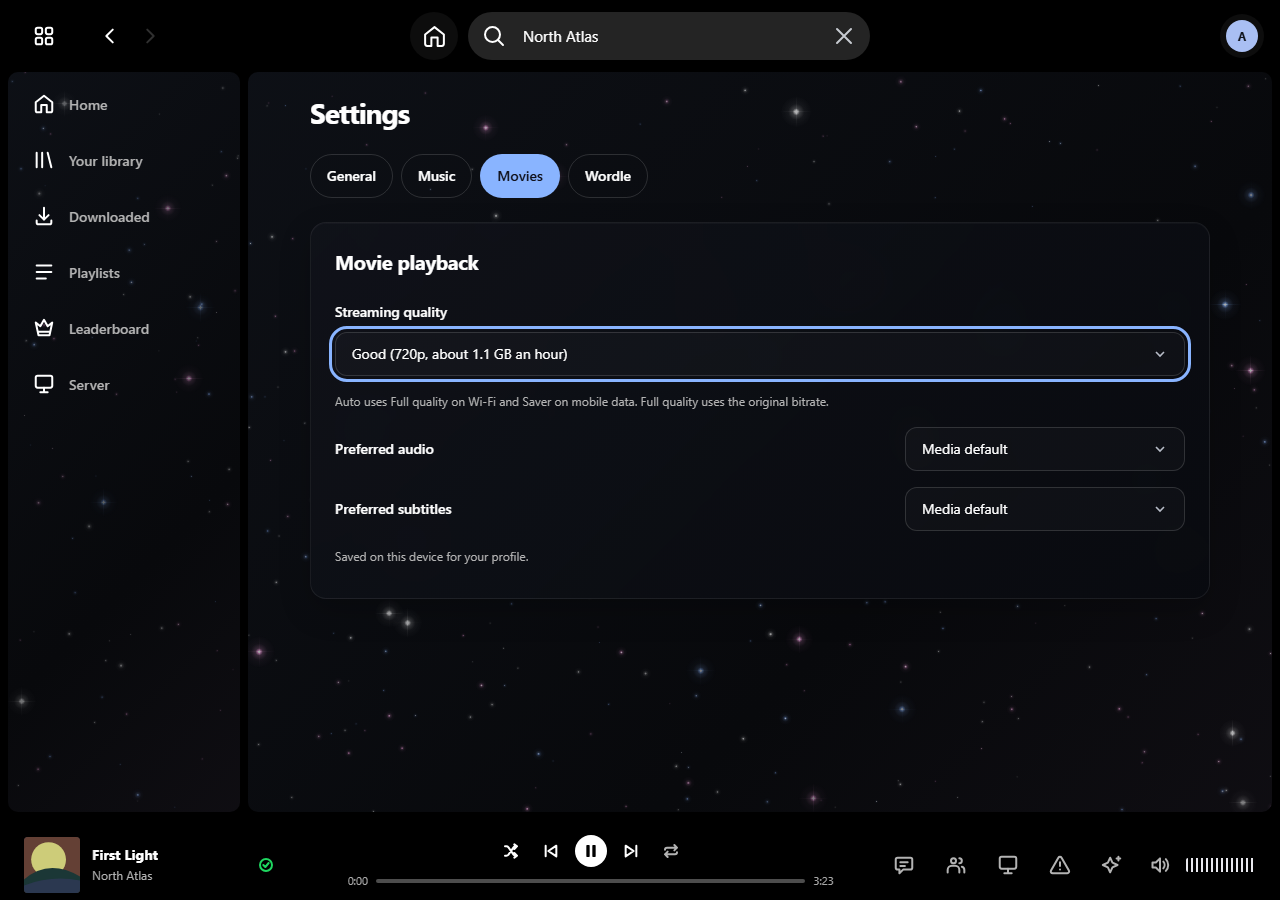 North Atlas
A
Home
Your library
Downloaded
Playlists
Leaderboard
Server
Settings
General Music Movies Wordle
Movie playback
Streaming quality
Good (720p, about 1.1 GB an hour)
Auto uses Full quality on Wi-Fi and Saver on mobile data. Full quality uses the original bitrate.
Preferred audio Media default
Preferred subtitles Media default
Saved on this device for your profile.
First Light
North Atlas
0:00 3:23